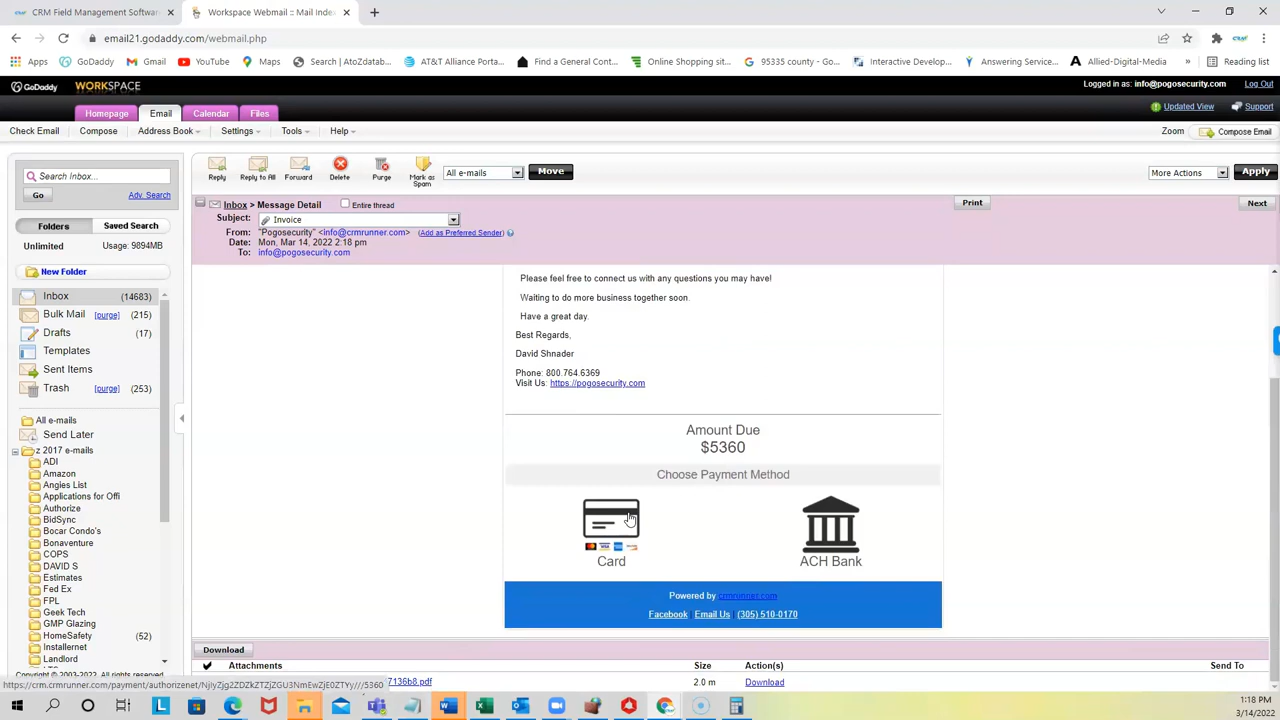 CRM Field Management Software
Workspace Webmail :: Mail Index
email21.godaddy.com/webmail.php
Apps
GoDaddy
Gmail
YouTube
Maps
Search | AtoZdatab...
AT&T Alliance Porta...
Find a General Cont...
Online Shopping sit...
95335 county - Go...
Interactive Develop...
Answering Service...
Allied-Digital-Media
Reading list
GoDaddy WORKSPACE
Logged in as: info@pogosecurity.com
Log Out
Homepage
Email
Calendar
Files
Updated View
Support
Check Email
Compose
Address Book
Settings
Tools
Help
Zoom
Compose Email
Search Inbox...
Go
Adv. Search
Reply
Reply to All
Forward
Delete
Purge
Mark as Spam
All e-mails
Move
More Actions
Apply
Folders
Saved Search
Unlimited
Usage: 9894MB
New Folder
Inbox (14683)
Bulk Mail [purge] (215)
Drafts (17)
Templates
Sent Items
Trash [purge] (253)
All e-mails
Send Later
z 2017 e-mails
ADI
Amazon
Angies List
Applications for Offi
Authorize
BidSync
Bocar Condo's
Bonaventure
COPS
DAVID S
Estimates
Fed Ex
FPL
Geek Tech
GMP Glazing
HomeSafety (52)
Installernet
Landlord
Inbox > Message Detail
Entire thread
Print
Next
Subject: Invoice
From: "Pogosecurity" <info@crmrunner.com> (Add as Preferred Sender)
Date: Mon, Mar 14, 2022 2:18 pm
To: info@pogosecurity.com
Please feel free to connect us with any questions you may have!
Waiting to do more business together soon.
Have a great day.
Best Regards,
David Shnader
Phone: 800.764.6369
Visit Us: https://pogosecurity.com
Amount Due
$5360
Choose Payment Method
Card
ACH Bank
Powered by crmrunner.com
Facebook | Email Us | (305) 510-0170
Download
Attachments
Size
Action(s)
Send To
7136b8.pdf
2.0 m
Download
1:18 PM
3/14/2022